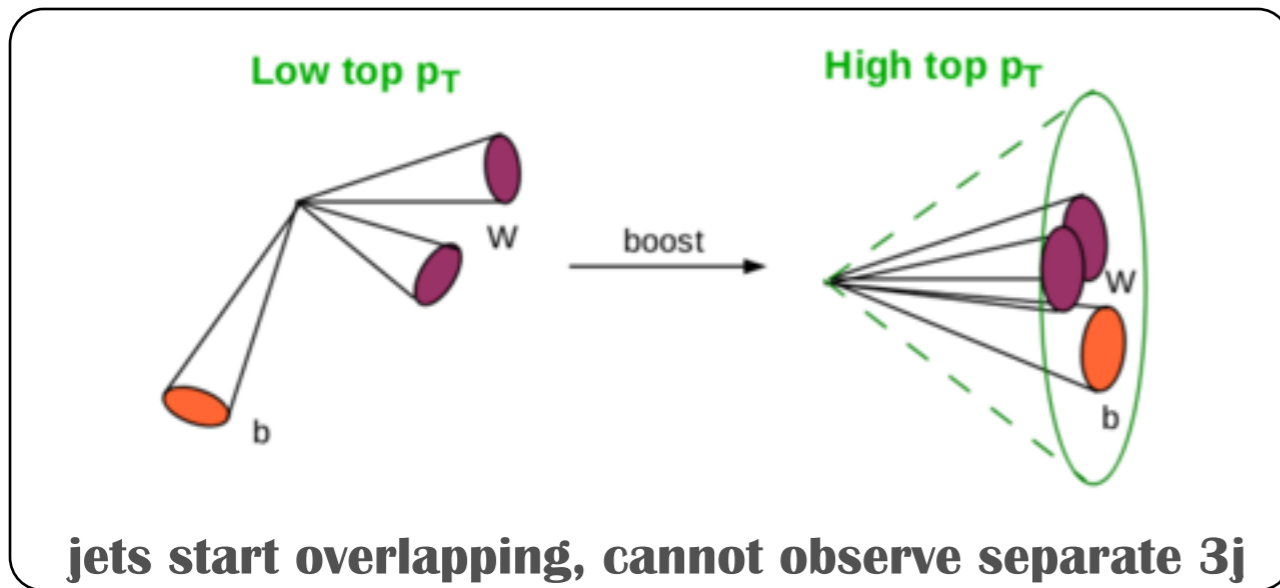 Low top pT
High top pT
W
boost
W
b
b
jets start overlapping, cannot observe separate 3j